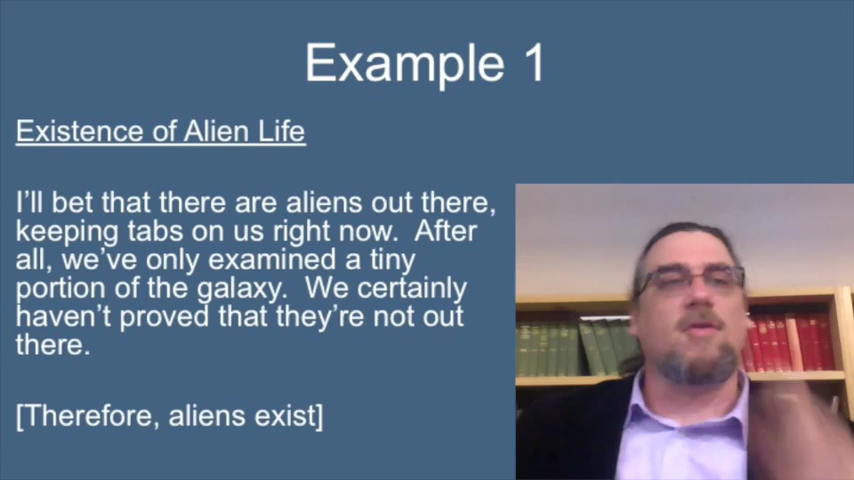 Example 1
Existence of Alien Life
I'll bet that there are aliens out there,
keeping tabs on us right now.  After
all, we've only examined a tiny
portion of the galaxy.  We certainly
haven't proved that they're not out
there.
[Therefore, aliens exist]